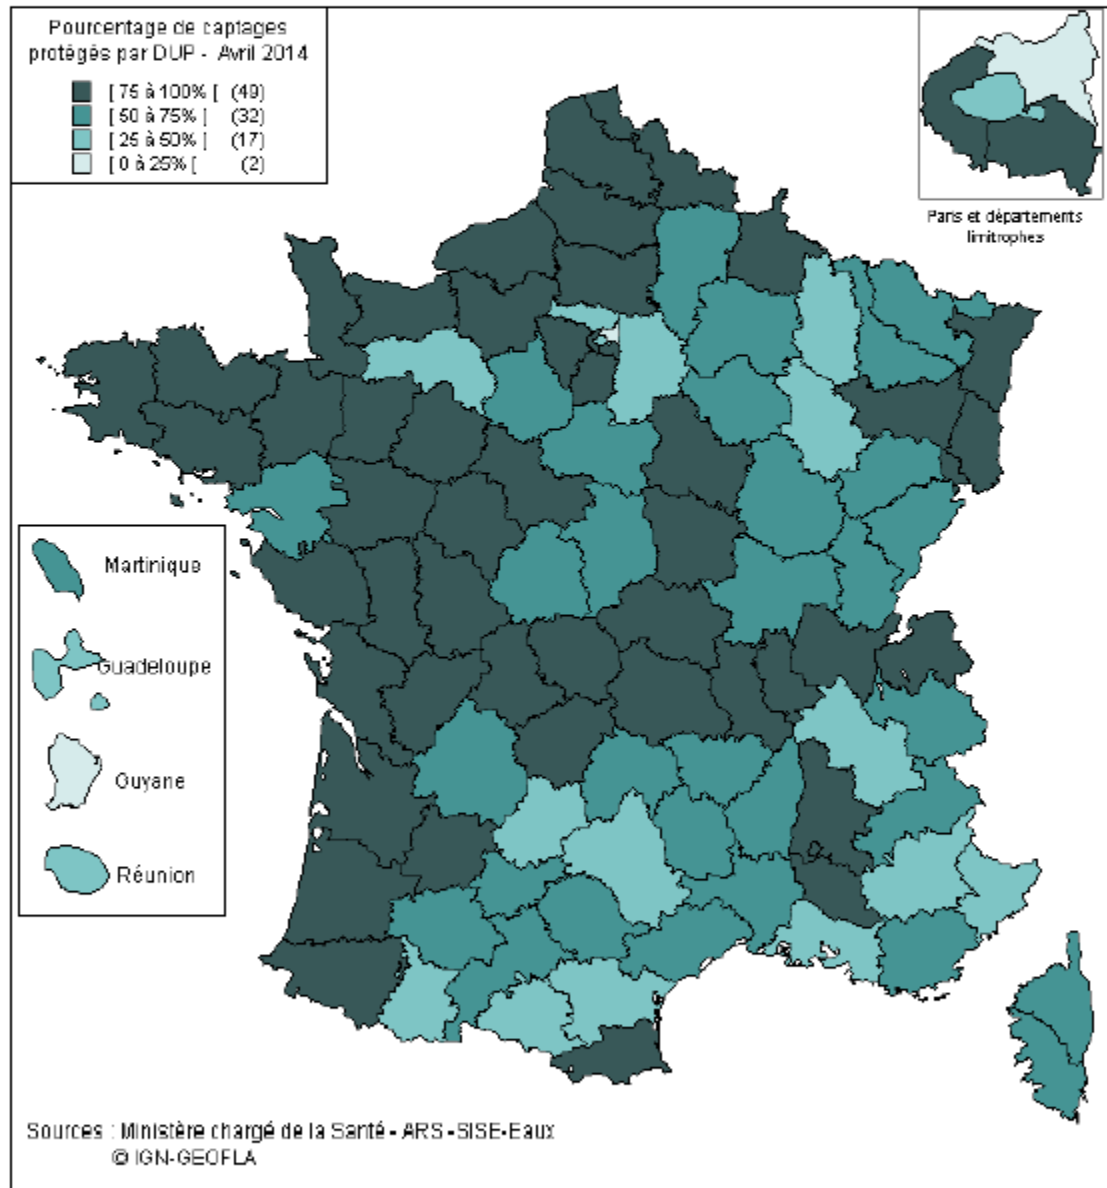 Pourcentage de captages
protégés par DUP - Avril 2014
[ 75 à 100% [ (49)
[ 50 à 75% [ (32)
[ 25 à 50% [ (17)
[ 0 à 25% [ (2)
Paris et départements
limitrophes
Martinique
Guadeloupe
Guyane
Réunion
Sources : Ministère chargé de la Santé - ARS -SISE-Eaux
© IGN-GEOFLA